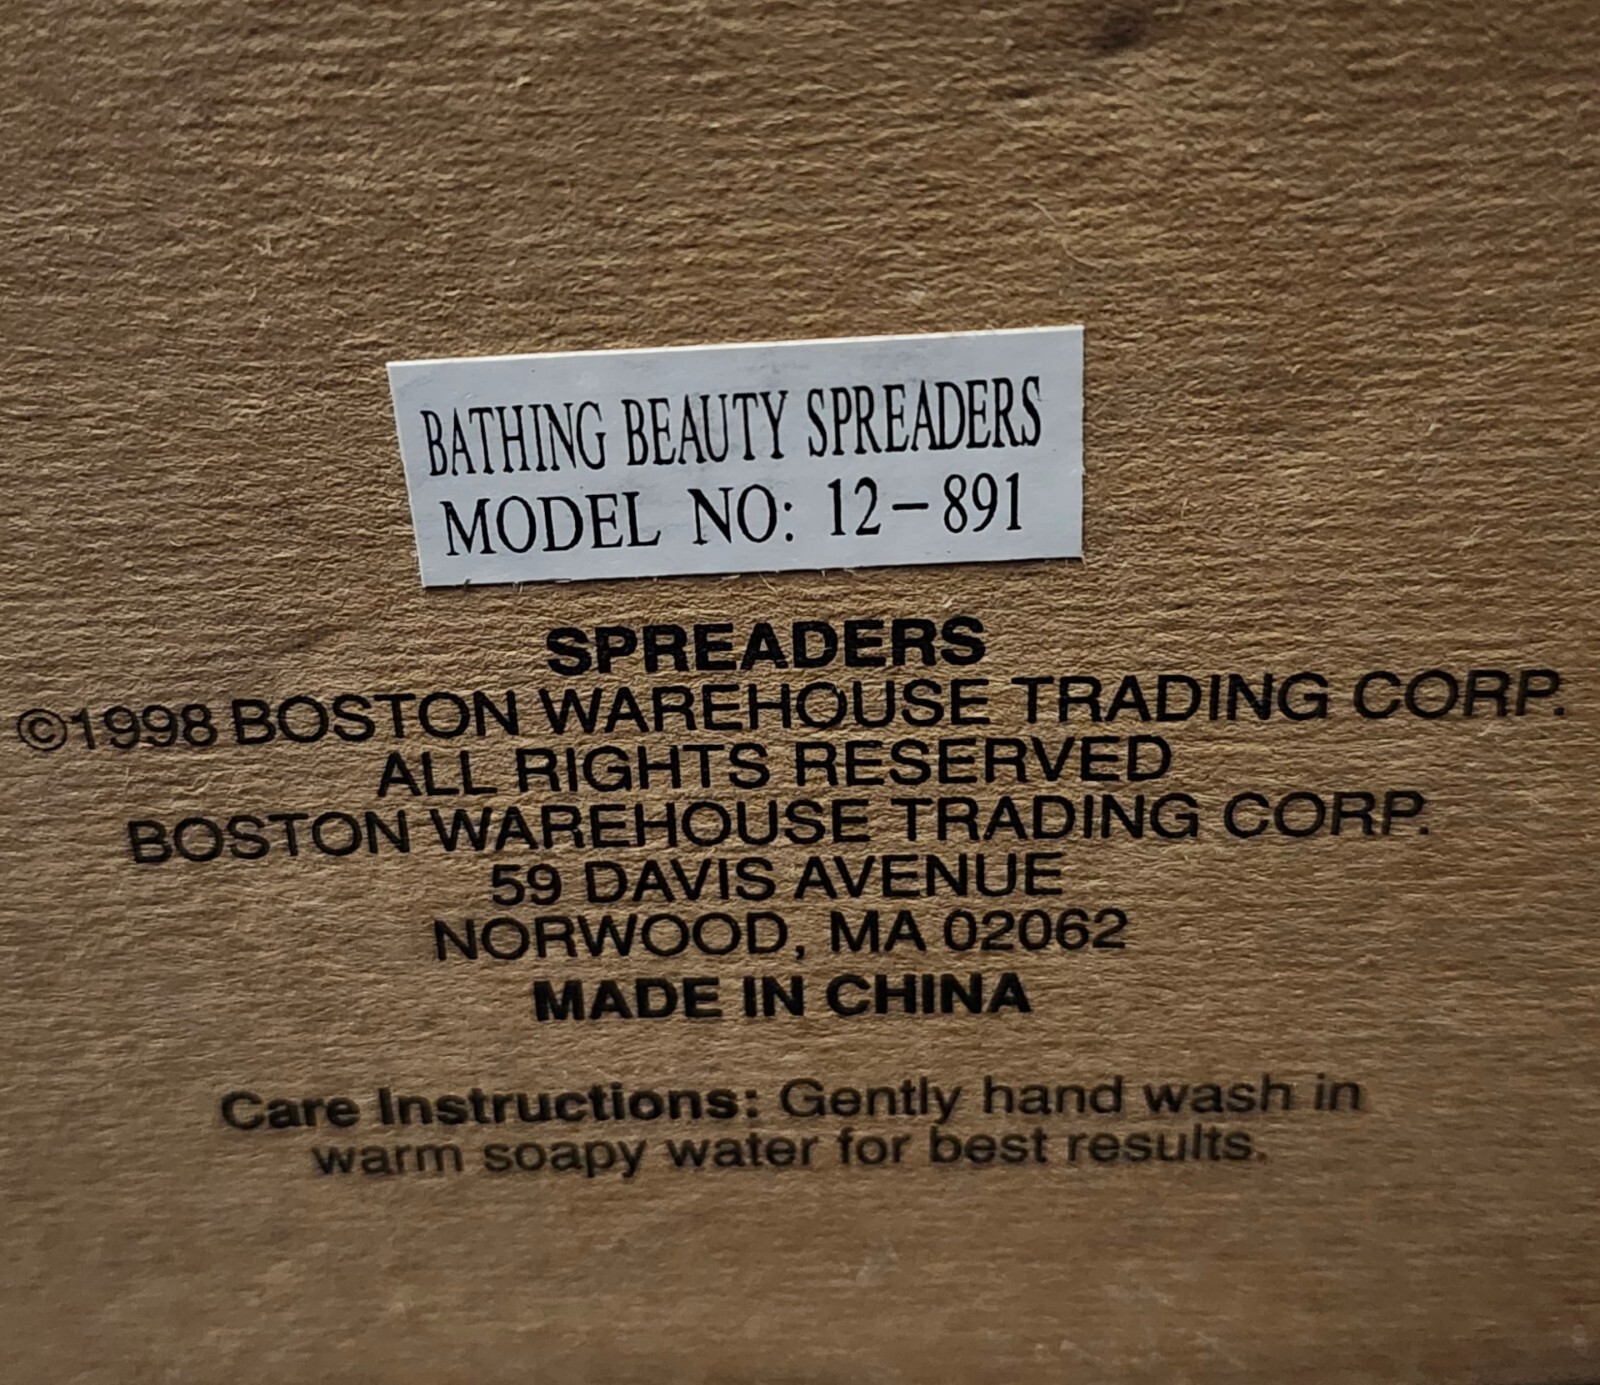 BATHING BEAUTY SPREADERS
MODEL NO: 12-891
SPREADERS
©1998 BOSTON WAREHOUSE TRADING CORP.
ALL RIGHTS RESERVED
BOSTON WAREHOUSE TRADING CORP.
59 DAVIS AVENUE
NORWOOD, MA 02062
MADE IN CHINA
Care Instructions: Gently hand wash in
warm soapy water for best results.